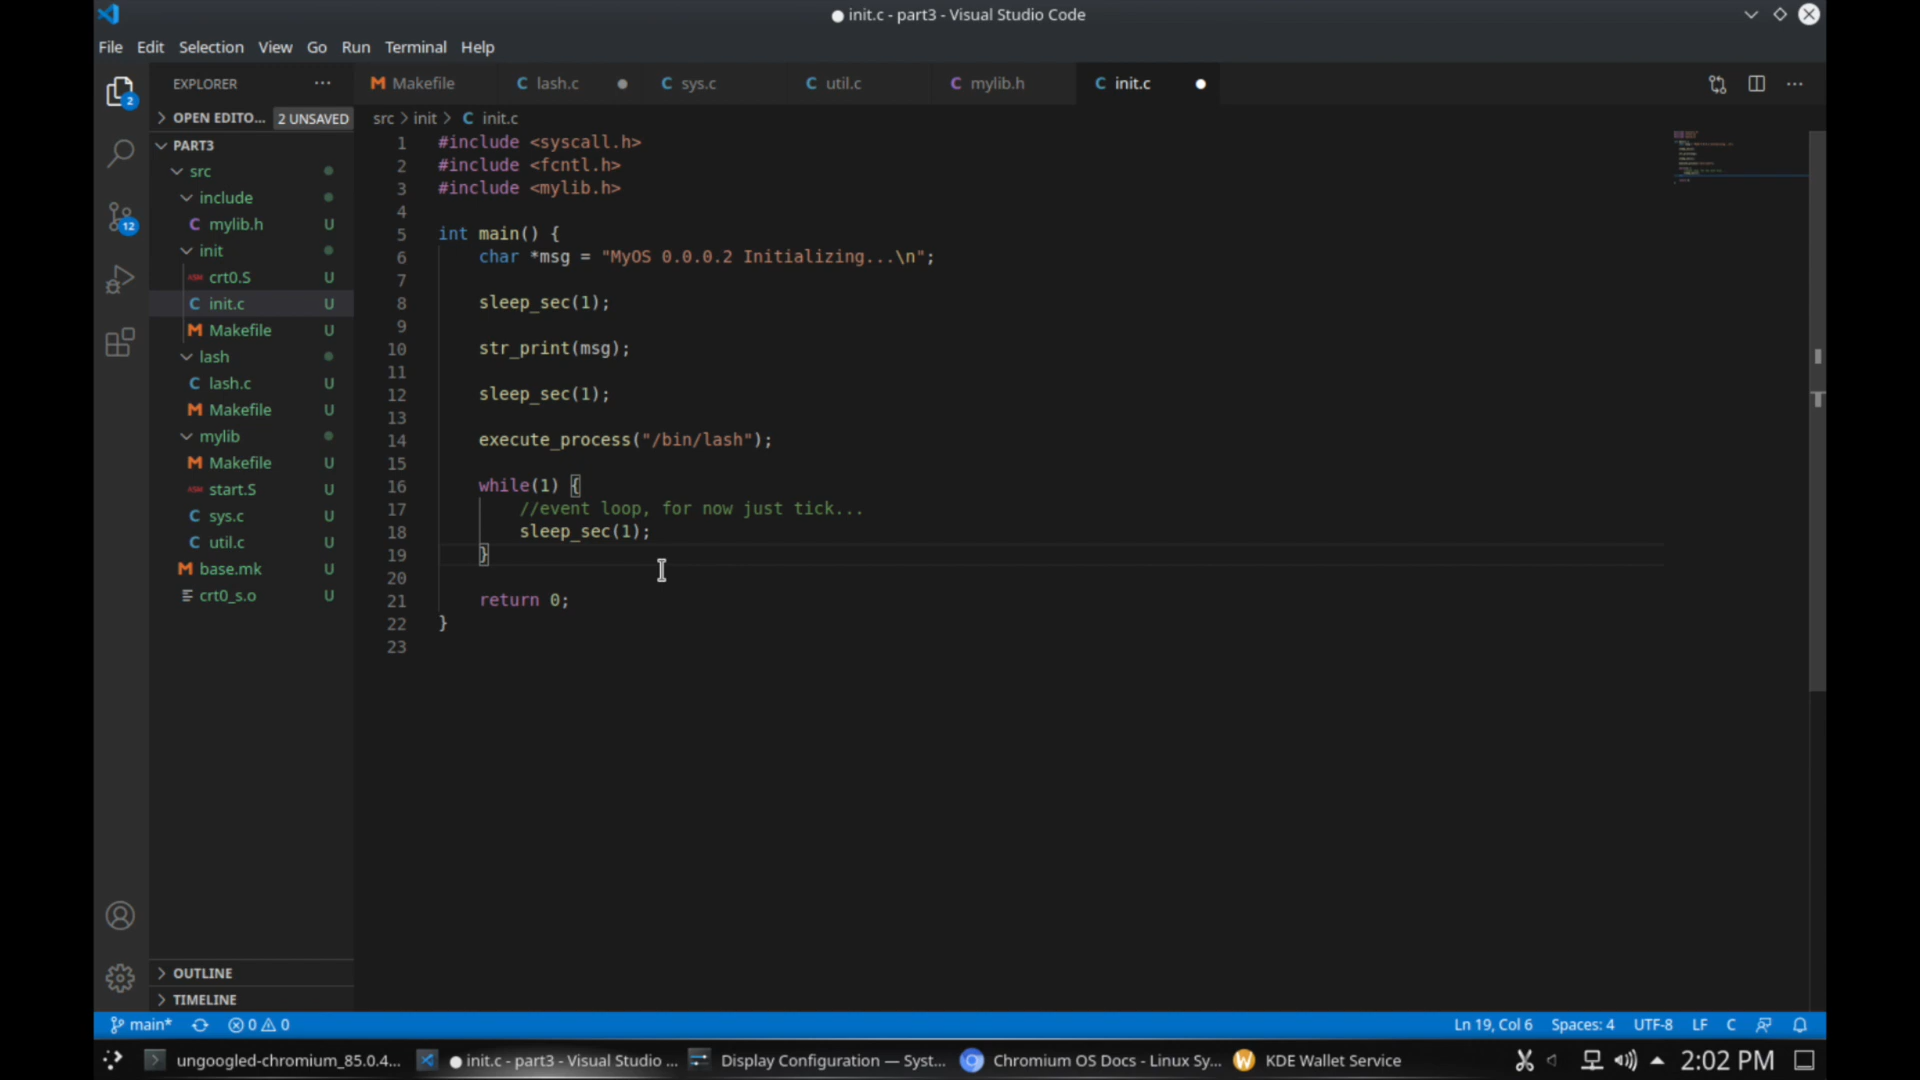 ● init.c - part3 - Visual Studio Code
File Edit Selection View Go Run Terminal Help
EXPLORER ···
OPEN EDITO... 2 UNSAVED
PART3
src
include
C mylib.h U
init
ASM crt0.S U
C init.c U
M Makefile U
lash
C lash.c U
M Makefile U
mylib
M Makefile U
ASM start.S U
C sys.c U
C util.c U
M base.mk U
crt0_s.o U
OUTLINE
TIMELINE
2
12
M Makefile C lash.c C sys.c C util.c C mylib.h C init.c
src > init > C init.c
1 #include <syscall.h>
2 #include <fcntl.h>
3 #include <mylib.h>
4
5 int main() {
6 char *msg = "MyOS 0.0.0.2 Initializing...\n";
7
8 sleep_sec(1);
9
10 str_print(msg);
11
12 sleep_sec(1);
13
14 execute_process("/bin/lash");
15
16 while(1) {
17 //event loop, for now just tick...
18 sleep_sec(1);
19 }
20
21 return 0;
22 }
23
main* 0 0 Ln 19, Col 6 Spaces: 4 UTF-8 LF C
ungoogled-chromium_85.0.4... ● init.c - part3 - Visual Studio ... Display Configuration — Syst... Chromium OS Docs - Linux Sy... KDE Wallet Service 2:02 PM